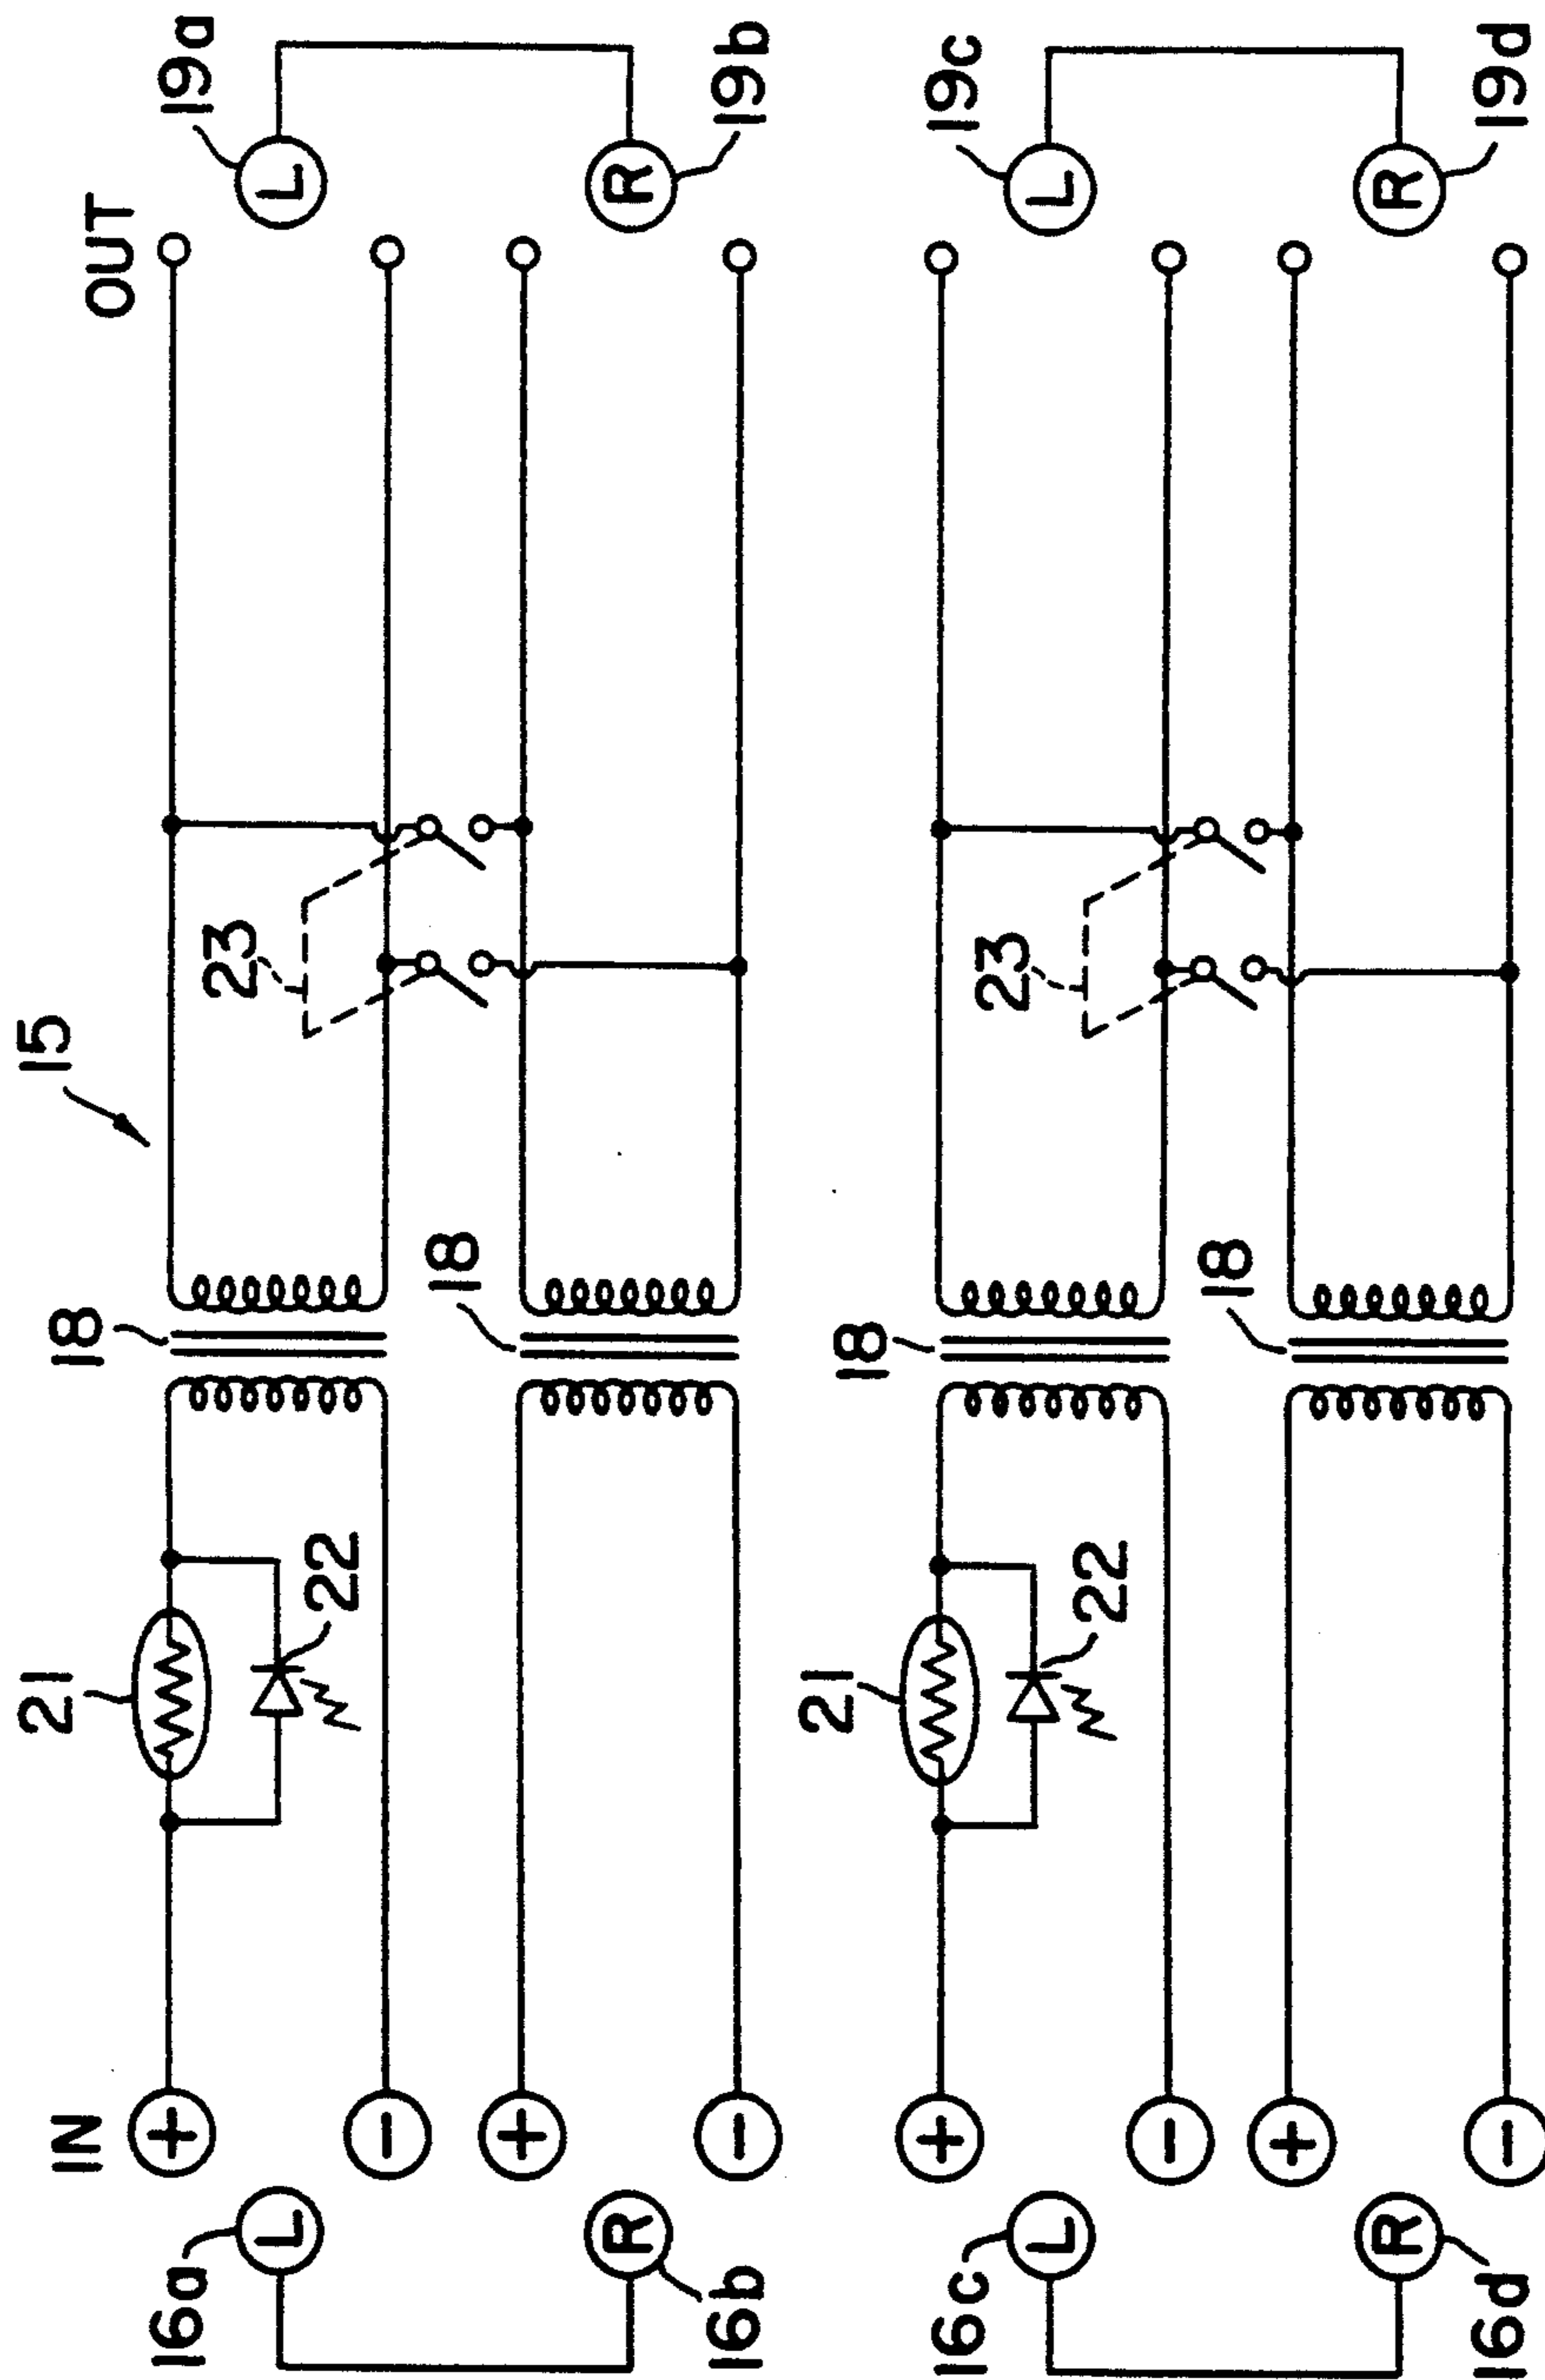 IN
21
18
15
OUT
16a
+
23
19a
L
22
L
−
18
+
R
R
16b
−
19b
21
18
16c
+
23
19c
L
22
L
−
18
+
R
R
16d
−
19d